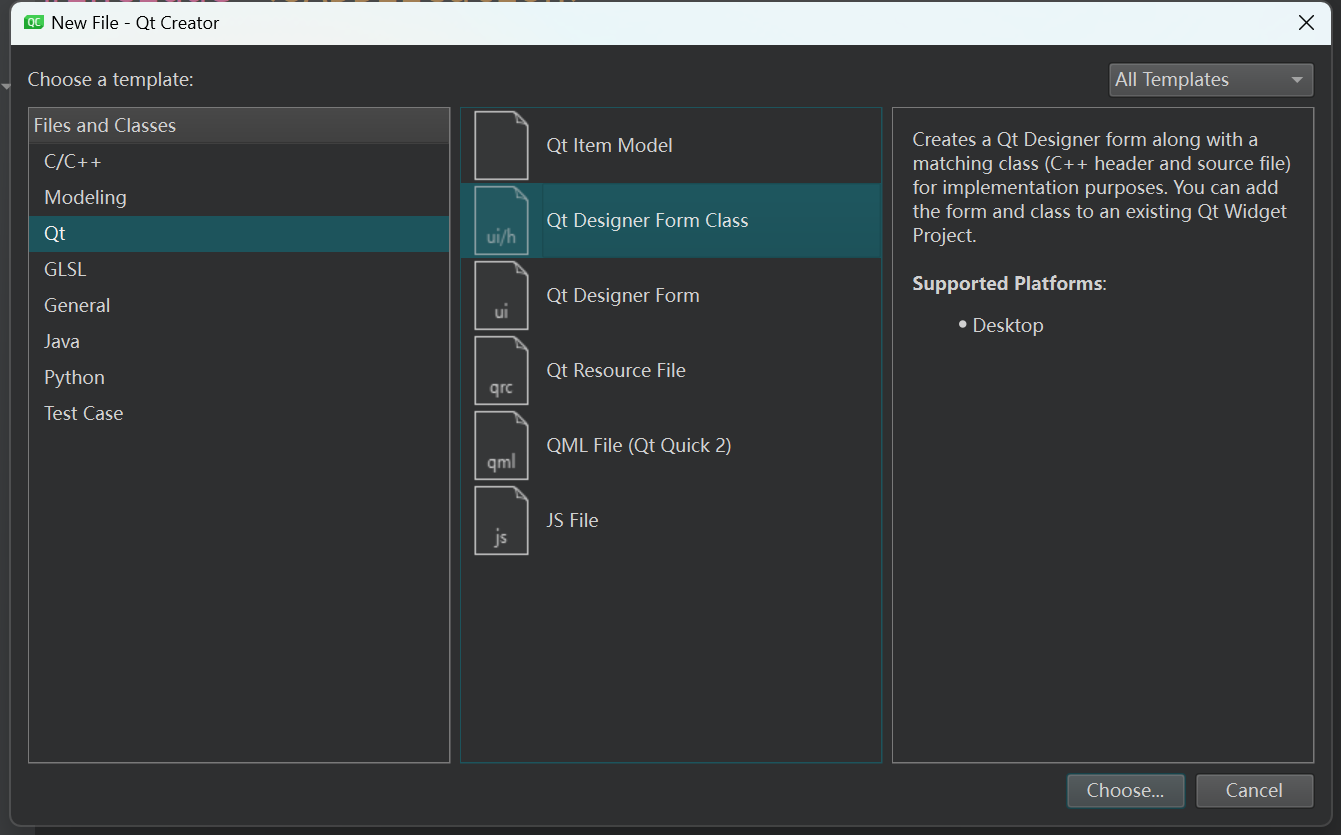 QC New File - Qt Creator
Choose a template:
All Templates
Files and Classes
C/C++
Modeling
Qt
GLSL
General
Java
Python
Test Case
Qt Item Model
ui/h
Qt Designer Form Class
ui
Qt Designer Form
qrc
Qt Resource File
qml
QML File (Qt Quick 2)
js
JS File
Creates a Qt Designer form along with a
matching class (C++ header and source file)
for implementation purposes. You can add
the form and class to an existing Qt Widget
Project.
Supported Platforms:
• Desktop
Choose...
Cancel